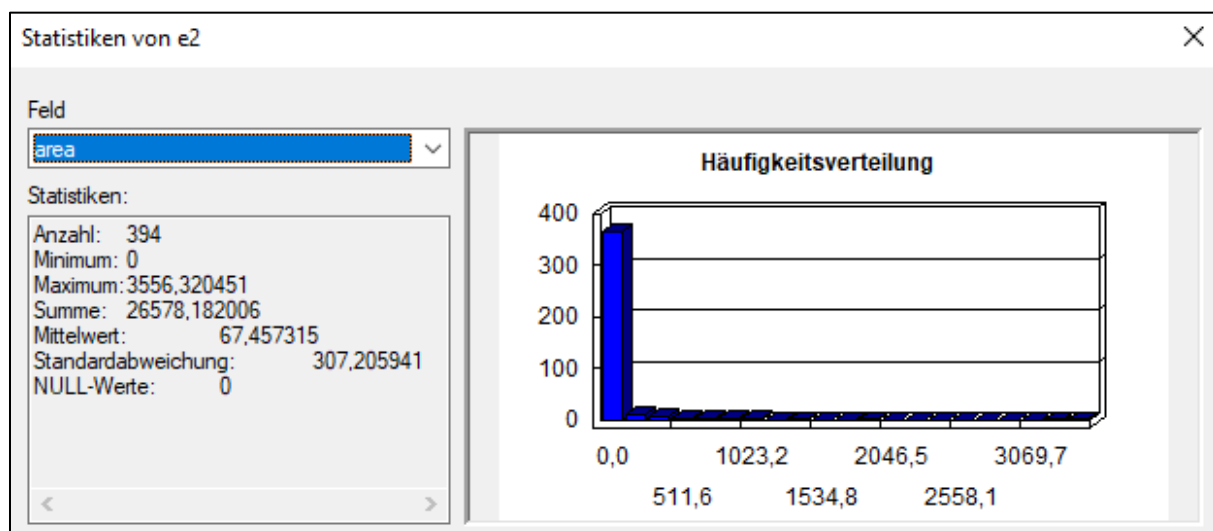 Statistiken von e2
Feld
area
Statistiken:
Anzahl: 394
Minimum: 0
Maximum: 3556,320451
Summe: 26578,182006
Mittelwert: 67,457315
Standardabweichung: 307,205941
NULL-Werte: 0
Häufigkeitsverteilung
400
300
200
100
0
0,0 1023,2 2046,5 3069,7
511,6 1534,8 2558,1